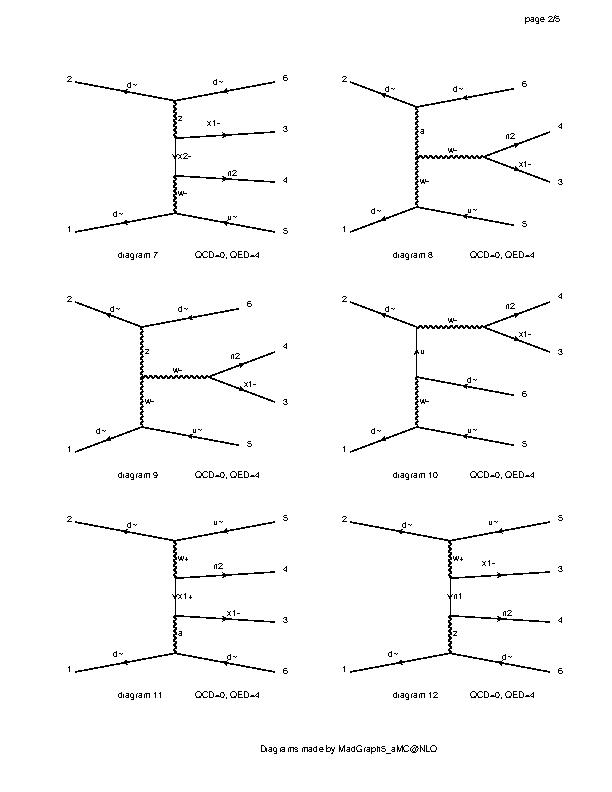 page 2/5
2 d~ d~ 6
z x1- 3
x2-
n2 4
w-
1 d~ u~ 5
diagram 7 QCD=0, QED=4
2 d~ d~ 6
a n2 4
w-
w- x1- 3
1 d~ u~ 5
diagram 8 QCD=0, QED=4
2 d~ d~ 6
z n2 4
w-
w- x1- 3
1 d~ u~ 5
diagram 9 QCD=0, QED=4
2 d~ w- n2 4
x1- 3
u
d~ 6
w-
1 d~ u~ 5
diagram 10 QCD=0, QED=4
2 d~ u~ 5
w+ n2 4
x1+
x1- 3
a
1 d~ d~ 6
diagram 11 QCD=0, QED=4
2 d~ u~ 5
w+ x1- 3
n1
n2 4
z
1 d~ d~ 6
diagram 12 QCD=0, QED=4
Diagrams made by MadGraph5_aMC@NLO